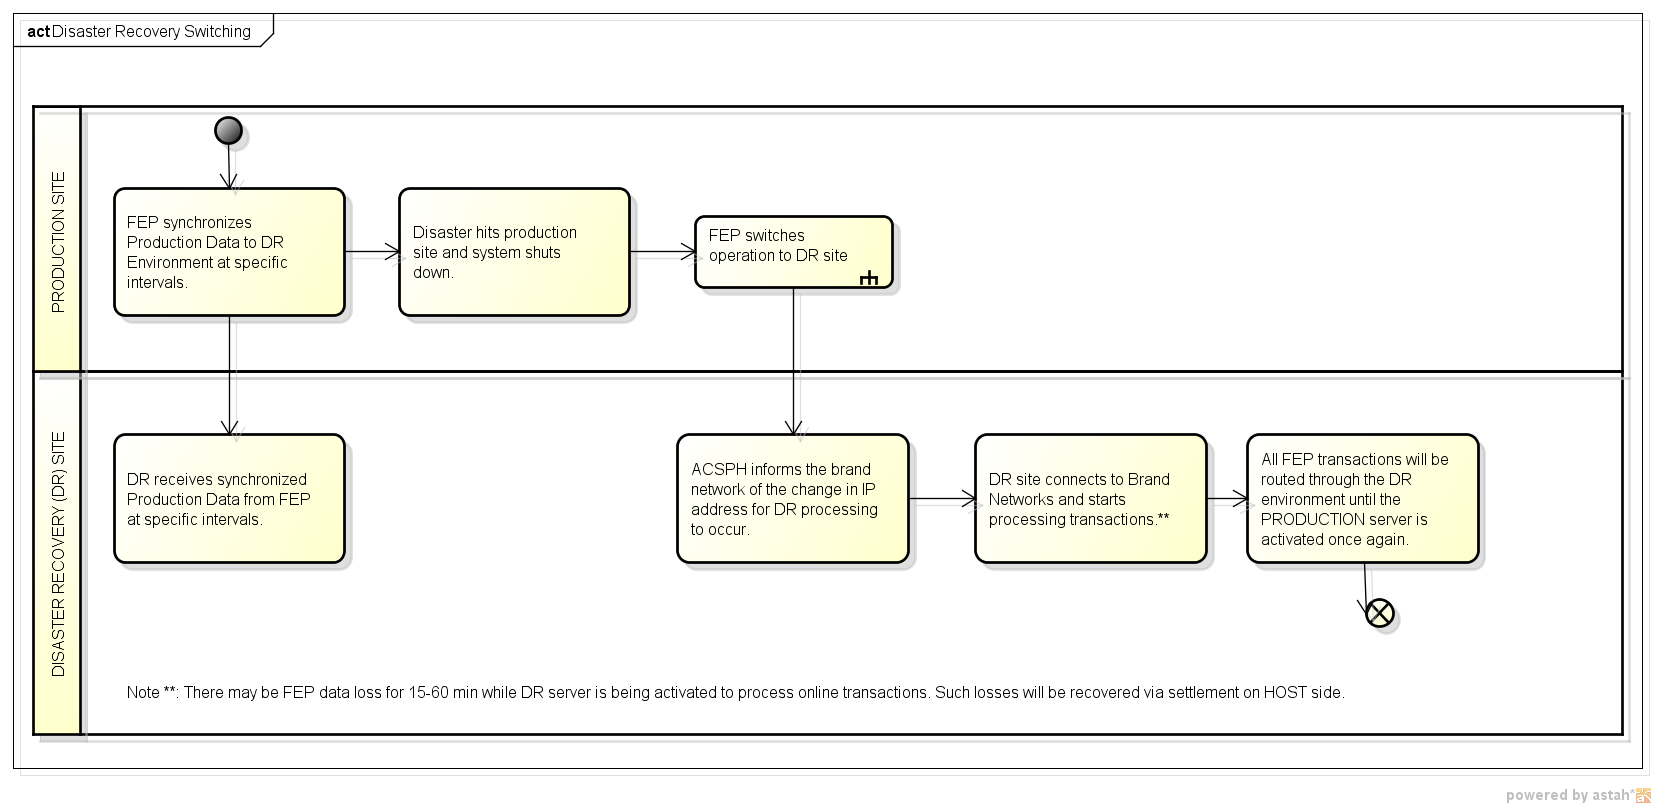 act Disaster Recovery Switching
PRODUCTION SITE
FEP synchronizes
Production Data to DR
Environment at specific
intervals.
Disaster hits production
site and system shuts
down.
FEP switches
operation to DR site
DISASTER RECOVERY (DR) SITE
DR receives synchronized
Production Data from FEP
at specific intervals.
ACSPH informs the brand
network of the change in IP
address for DR processing
to occur.
DR site connects to Brand
Networks and starts
processing transactions.**
All FEP transactions will be
routed through the DR
environment until the
PRODUCTION server is
activated once again.
Note **: There may be FEP data loss for 15-60 min while DR server is being activated to process online transactions. Such losses will be recovered via settlement on HOST side.
powered by astah*